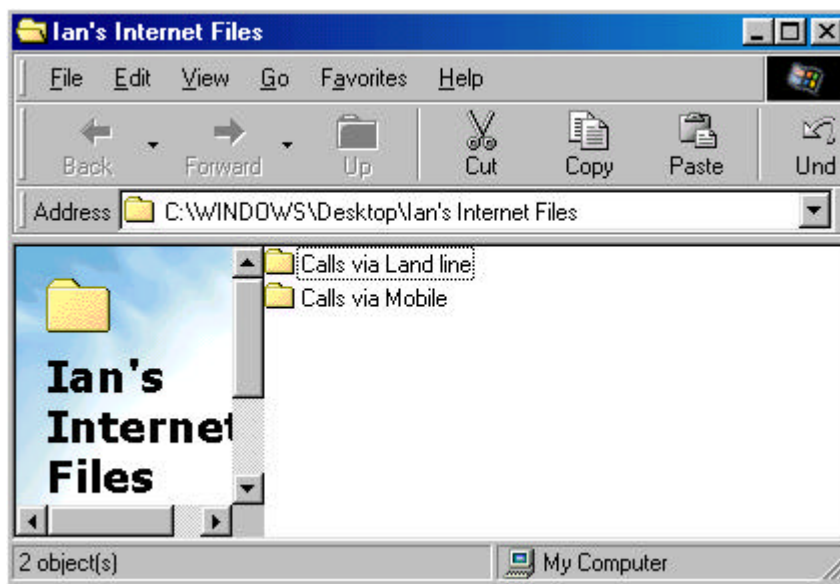 Ian's Internet Files
File Edit View Go Favorites Help
Back Forward Up Cut Copy Paste Und
Address C:\WINDOWS\Desktop\Ian's Internet Files
Calls via Land line
Calls via Mobile
Ian's
Internet
Files
2 object(s) My Computer